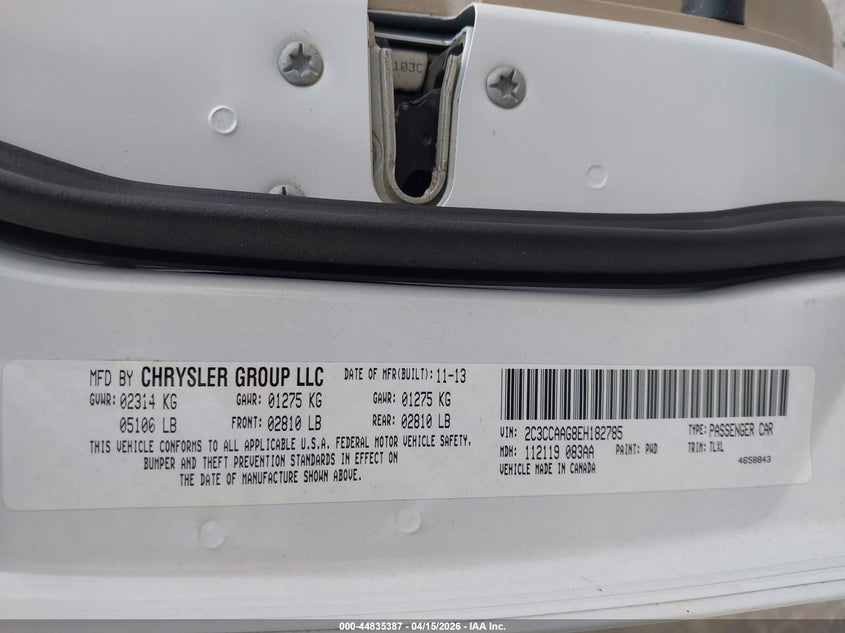 103C
MFD BY CHRYSLER GROUP LLC DATE OF MFR(BUILT): 11-13
GVWR: 02314 KG GAWR: 01275 KG GAWR: 01275 KG
05106 LB FRONT: 02810 LB REAR: 02810 LB
THIS VEHICLE CONFORMS TO ALL APPLICABLE U.S.A. FEDERAL MOTOR VEHICLE SAFETY.
BUMPER AND THEFT PREVENTION STANDARDS IN EFFECT ON
THE DATE OF MANUFACTURE SHOWN ABOVE.
VIN: 2C3CCAAG8EH182785 TYPE: PASSENGER CAR
MDH: 112119 083AA PAINT: PWD TRIM: TLXL
VEHICLE MADE IN CANADA 4658843
000-44835387 - 04/15/2026 - IAA Inc.